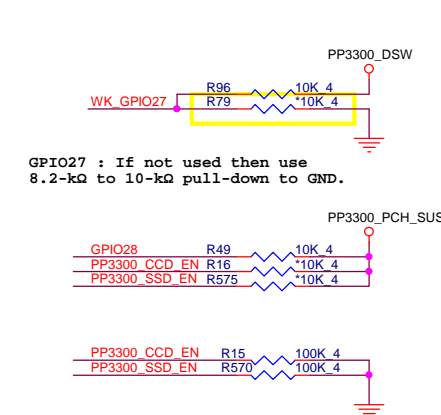 PP3300_DSW
R96 10K_4
WK_GPIO27 R79 *10K_4
GPIO27 : If not used then use
8.2-kΩ to 10-kΩ pull-down to GND.
PP3300_PCH_SUS
GPIO28 R49 10K_4
PP3300_CCD_EN R16 *10K_4
PP3300_SSD_EN R575 *10K_4
PP3300_CCD_EN R15 100K_4
PP3300_SSD_EN R570 100K_4